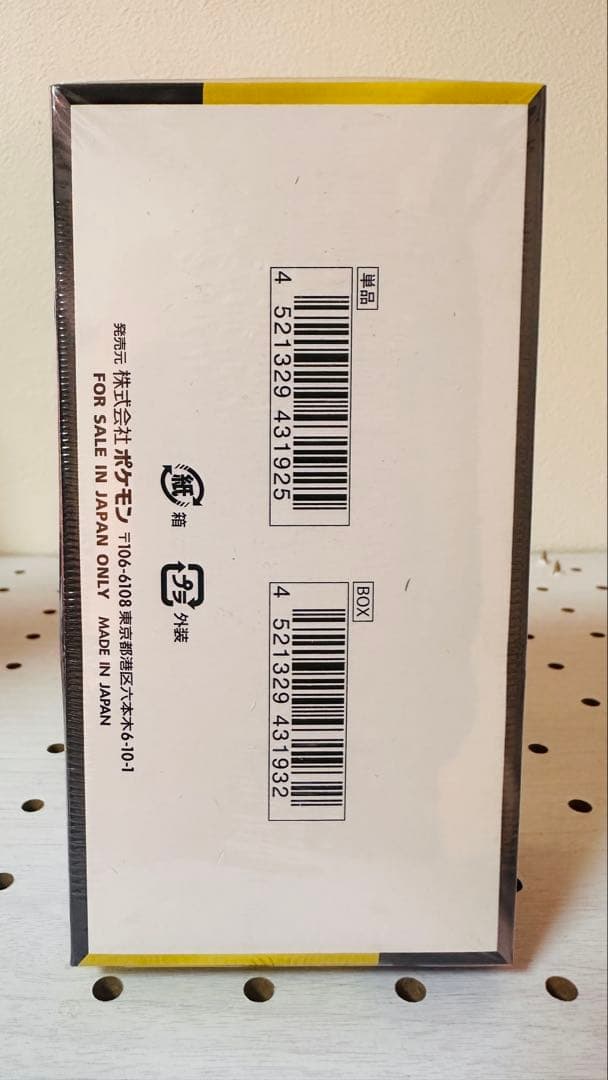 単品
4 521329 431925
BOX
4 521329 431932
紙 箱
プラ 外装
発売元 株式会社 ポケモン 〒106-6108 東京都港区六本木6-10-1
FOR SALE IN JAPAN ONLY MADE IN JAPAN